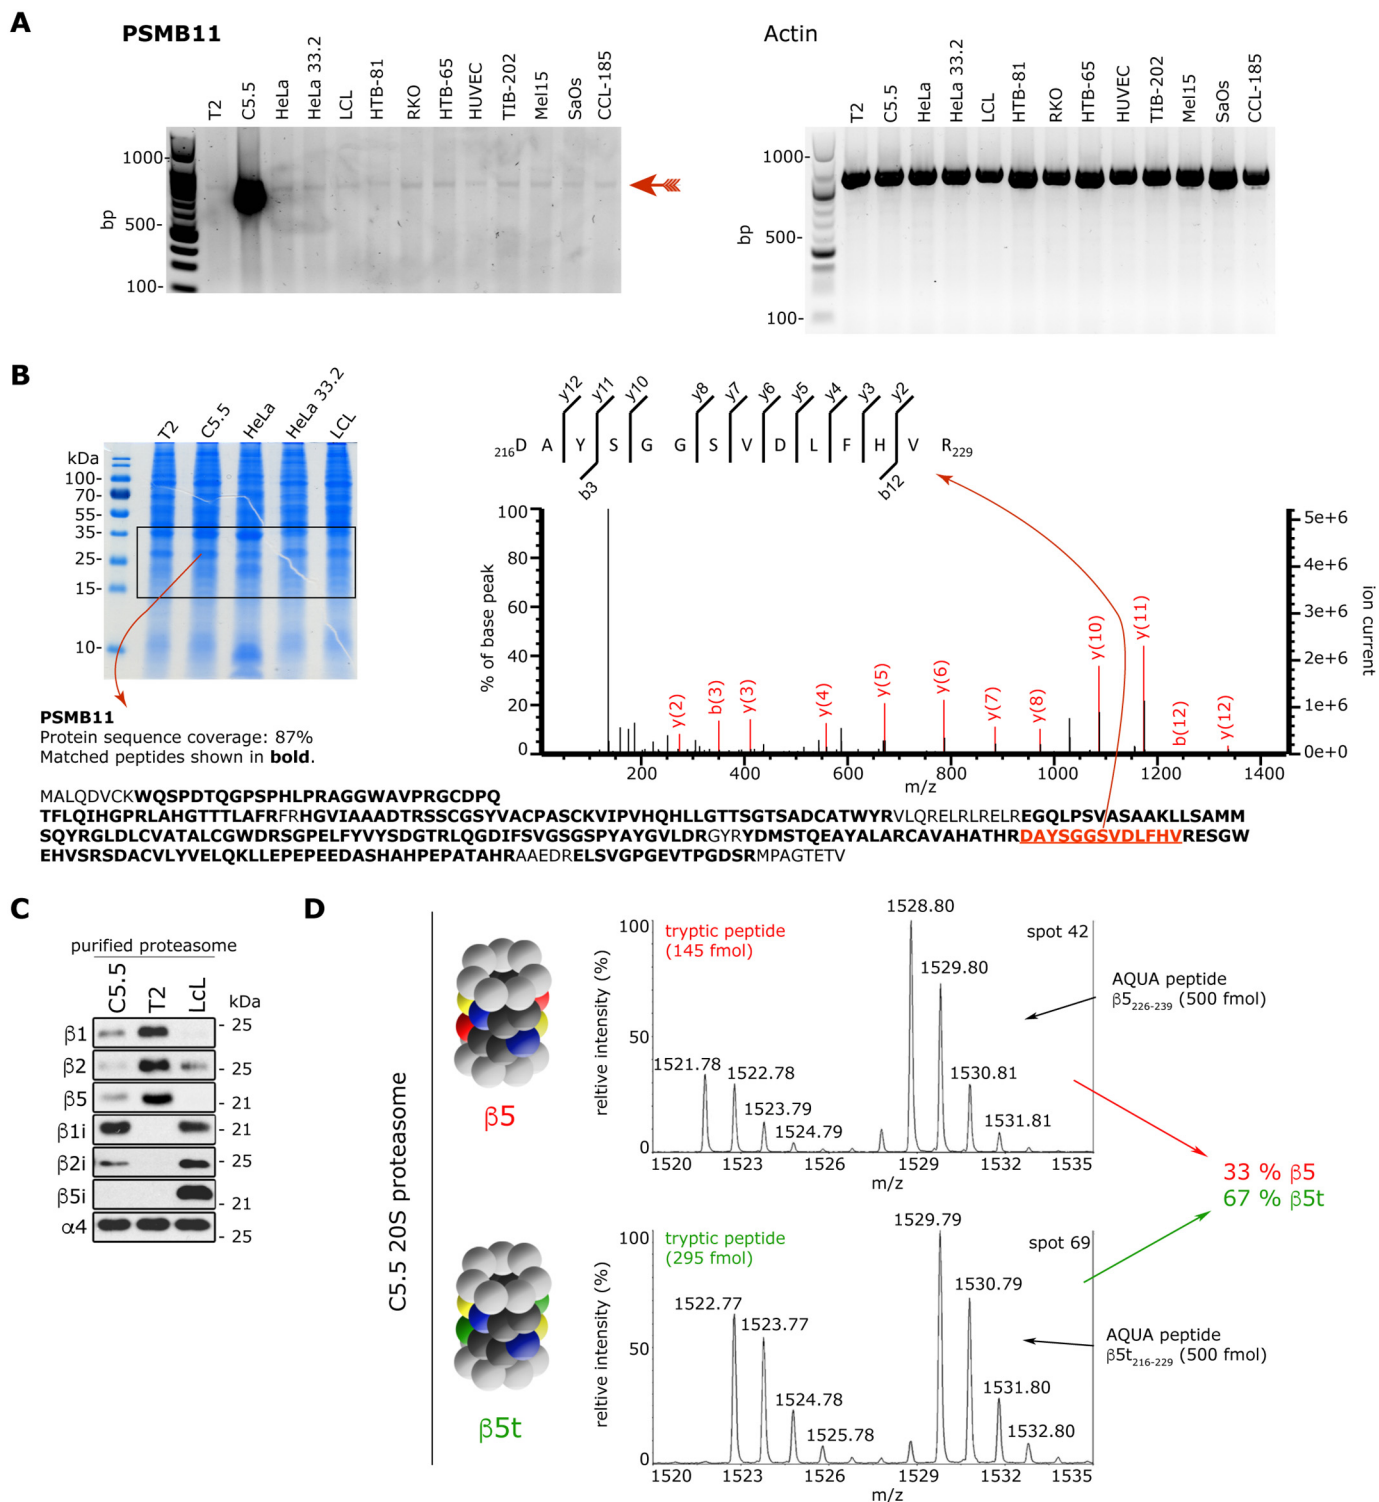 A
PSMB11
Actin
T2
C5.5
HeLa
HeLa 33.2
LCL
HTB-81
RKO
HTB-65
HUVEC
TIB-202
Mel15
SaOs
CCL-185
1000-
500-
100-
bp
T2
C5.5
HeLa
HeLa 33.2
LCL
HTB-81
RKO
HTB-65
HUVEC
TIB-202
Mel15
SaOs
CCL-185
1000-
500-
100-
bp
B
T2
C5.5
HeLa
HeLa 33.2
LCL
kDa
100-
70-
55-
35-
25-
15-
10-
y12
y11
y10
y8
y7
y6
y5
y4
y3
y2
216D A Y S G G S V D L F H V R229
b3
b12
100
80
60
40
20
0
% of base peak
y(2)
b(3)
y(3)
y(4)
y(5)
y(6)
y(7)
y(8)
y(10)
y(11)
b(12)
y(12)
5e+6
4e+6
3e+6
2e+6
1e+6
0e+0
ion current
200 400 600 800 1000 1200 1400
m/z
PSMB11
Protein sequence coverage: 87%
Matched peptides shown in bold.
MALQDVCKWQSPDTQGPSPHLPRAGGWAVPRGCDPQ
TFLQIHGPRLAHGTTTLAFRFRHGVIAAADTRSSCGSYVACPASCKVIPVHQHLLGTTSGTSADCATWYRVLQRELRLRELREGQLPSVASAAKLLSAMM
SQYRGLDLCVATALCGWDRSGPELFYVYSDGTRLQGDIFSVGSGSPYAYGVLDRGYRYDMSTQEAYALARCAVAHATHRDAYSGGSVDLFHVRESGW
EHVSRSDACVLYVELQKLLEPEPEEDASHAHPEPATAHRAAEDRELSVGPGEVTPGDSRMPAGTETV
C
purified proteasome
C5.5
T2
LcL
kDa
β1 - 25
β2 - 25
β5 - 21
β1i - 21
β2i - 25
β5i - 21
α4 - 25
D
C5.5 20S proteasome
β5
β5t
tryptic peptide
(145 fmol)
spot 42
1528.80
1529.80
1530.81
1531.81
1521.78
1522.78
1523.79
1524.79
AQUA peptide
β5226-239 (500 fmol)
100
50
0
reltive intensity (%)
1520 1523 1526 1529 1532 1535
m/z
33 % β5
67 % β5t
tryptic peptide
(295 fmol)
spot 69
1529.79
1530.79
1531.80
1532.80
1522.77
1523.77
1524.78
1525.78
AQUA peptide
β5t216-229 (500 fmol)
100
50
0
reltive intensity (%)
1520 1523 1526 1529 1532 1535
m/z